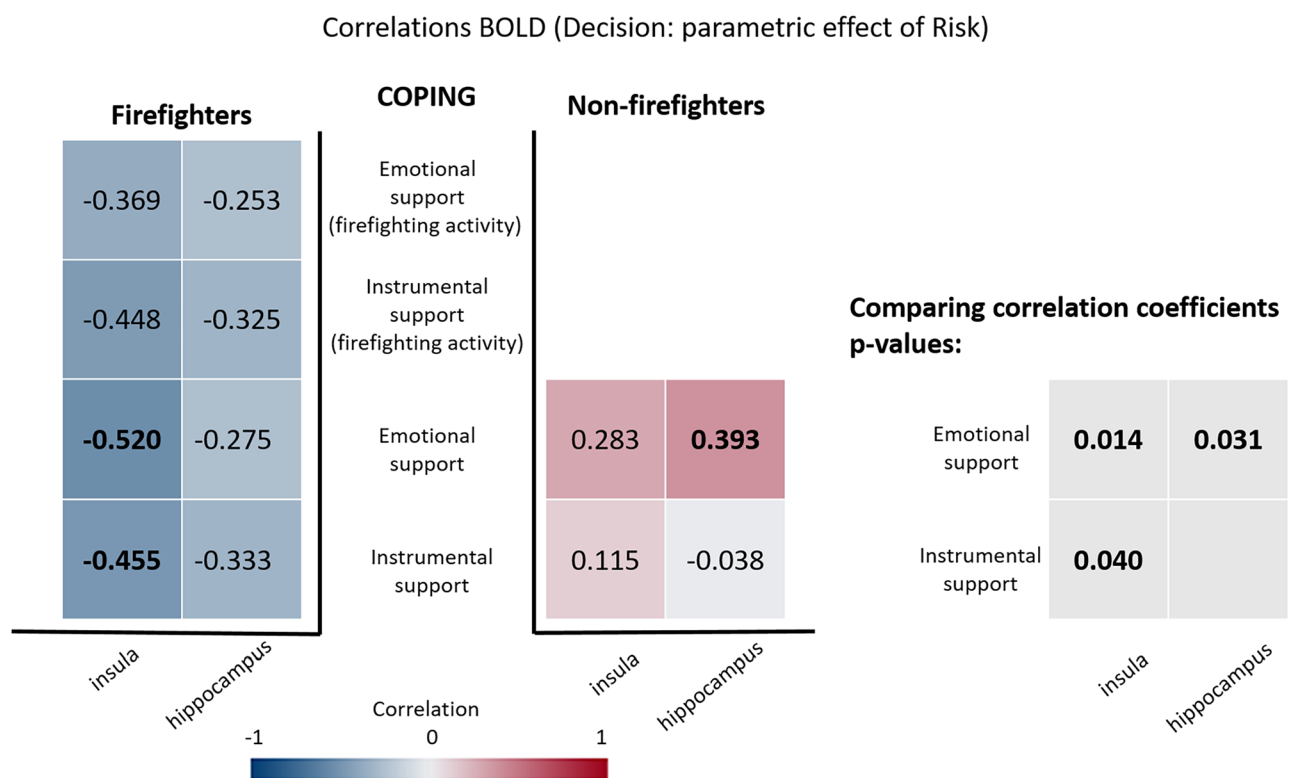 Correlations BOLD (Decision: parametric effect of Risk)
Firefighters
COPING
Non-firefighters
-0.369 -0.253
Emotional
support
(firefighting activity)
-0.448 -0.325
Instrumental
support
(firefighting activity)
-0.520 -0.275
Emotional
support
0.283 0.393
-0.455 -0.333
Instrumental
support
0.115 -0.038
insula
hippocampus
insula
hippocampus
Comparing correlation coefficients
p-values:
Emotional
support
0.014 0.031
Instrumental
support
0.040
insula
hippocampus
Correlation
-1 0 1